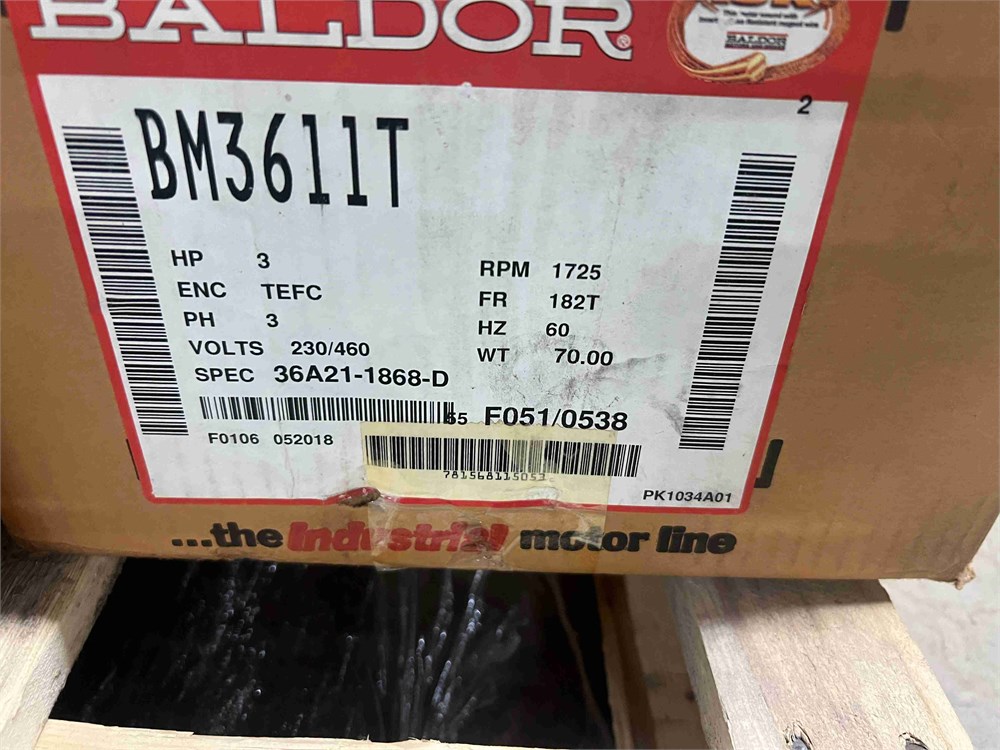 BALDOR®
BALDOR
2
BM3611T
HP 3
ENC TEFC
PH 3
VOLTS 230/460
SPEC 36A21-1868-D
RPM 1725
FR 182T
HZ 60
WT 70.00
F051/0538
F0106 052018
PK1034A01
...the Industrial motor line